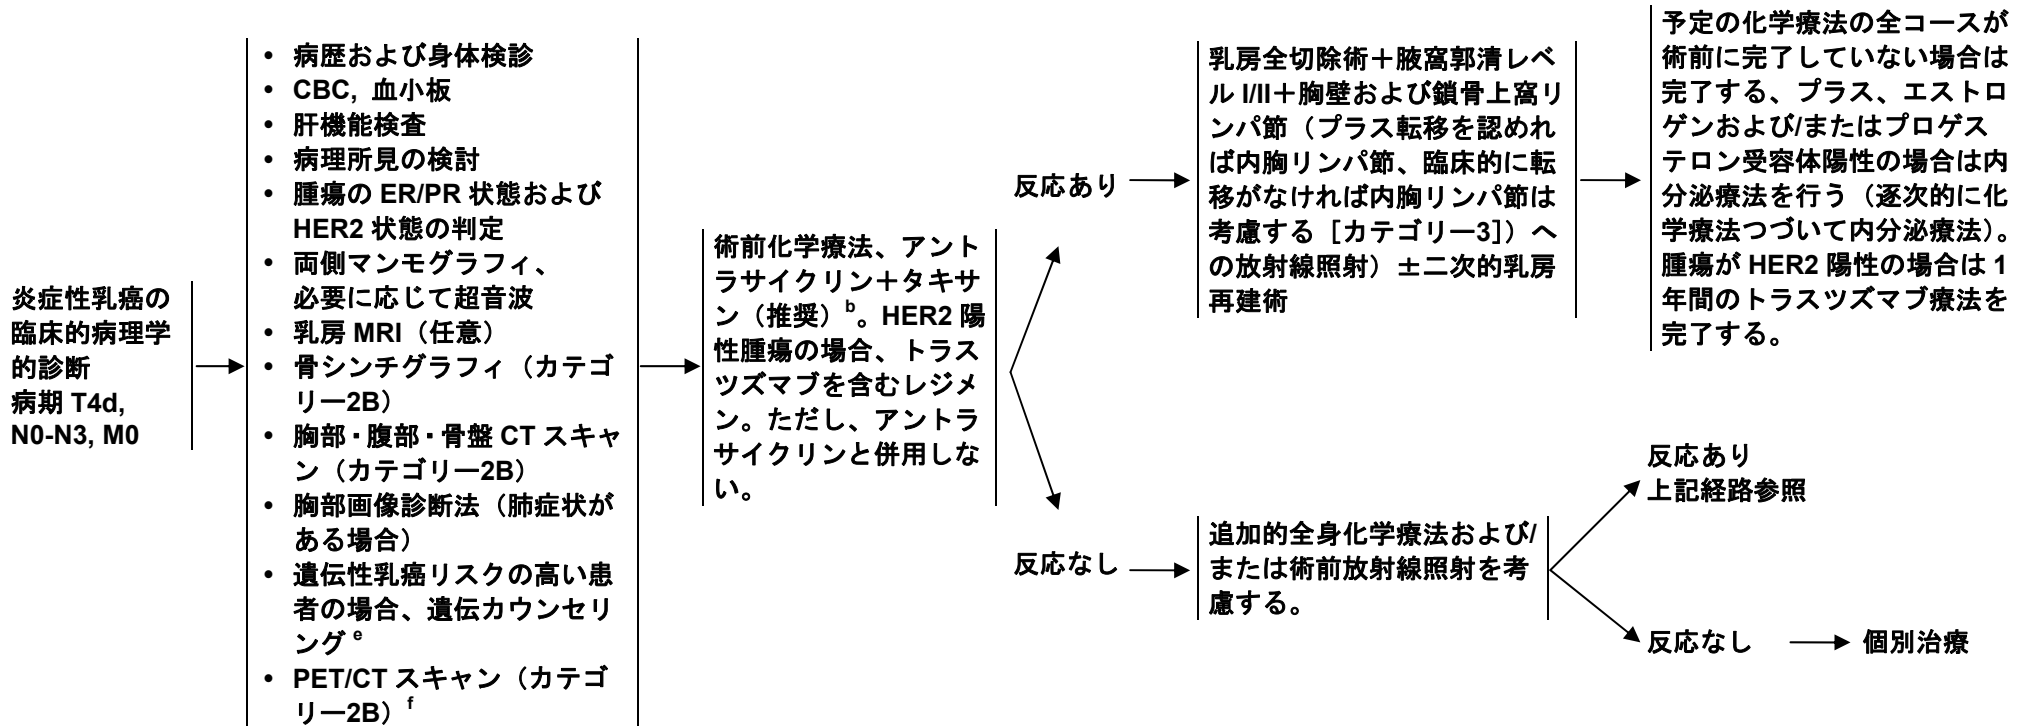 炎症性乳癌の
臨床的病理学
的診断
病期 T4d,
N0-N3, M0
• 病歴および身体検診
• CBC, 血小板
• 肝機能検査
• 病理所見の検討
• 腫瘍の ER/PR 状態および
HER2 状態の判定
• 両側マンモグラフィ、
必要に応じて超音波
• 乳房 MRI（任意）
• 骨シンチグラフィ（カテゴ
リー2B）
• 胸部・腹部・骨盤 CT スキャ
ン（カテゴリー2B）
• 胸部画像診断法（肺症状が
ある場合）
• 遺伝性乳癌リスクの高い患
者の場合、遺伝カウンセリ
ング e
• PET/CT スキャン（カテゴ
リー2B）f
術前化学療法、アント
ラサイクリン＋タキサ
ン（推奨）b。HER2 陽
性腫瘍の場合、トラス
ツズマブを含むレジメ
ン。ただし、アントラ
サイクリンと併用しな
い。
反応あり
乳房全切除術＋腋窩郭清レベ
ル I/II＋胸壁および鎖骨上窩リ
ンパ節（プラス転移を認めれ
ば内胸リンパ節、臨床的に転
移がなければ内胸リンパ節は
考慮する［カテゴリー3］）へ
の放射線照射）±二次的乳房
再建術
予定の化学療法の全コースが
術前に完了していない場合は
完了する、プラス、エストロ
ゲンおよび/またはプロゲス
テロン受容体陽性の場合は内
分泌療法を行う（逐次的に化
学療法つづいて内分泌療法）。
腫瘍が HER2 陽性の場合は 1
年間のトラスツズマブ療法を
完了する。
反応なし
追加的全身化学療法および/
または術前放射線照射を考
慮する。
反応あり
上記経路参照
反応なし
個別治療